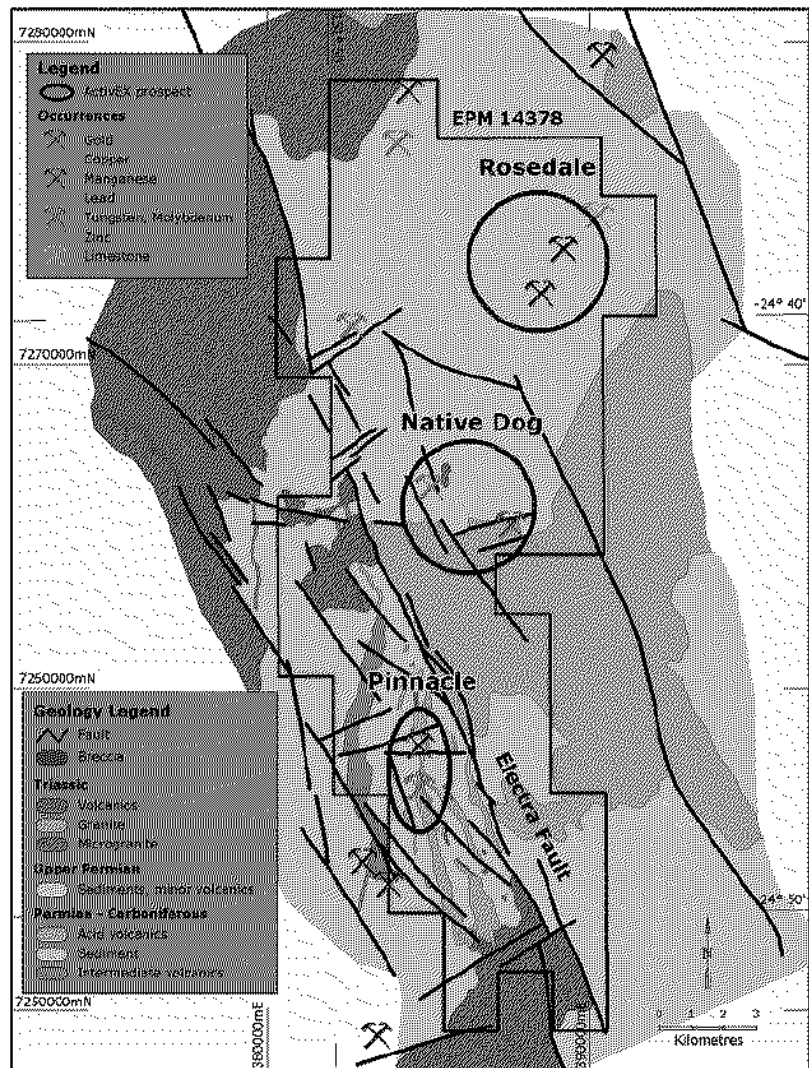 7280000mN
Legend
ActivEX prospect
Occurrences
Gold
Copper
Manganese
Lead
Tungsten, Molybdenum
Zinc
Limestone
EPM 14378
Rosedale
-24° 40'
7270000mN
Native Dog
7250000mN
Pinnacle
Geology Legend
Fault
Breccia
Triassic
Volcanics
Granite
Microgranite
Upper Permian
Sediments, minor volcanics
Permian - Carboniferous
Acid volcanics
Sediment
Intermediate volcanics
Electra Fault
-24° 50'
N
7250000mN
380000mE
390000mE
0 1 2 3
Kilometres